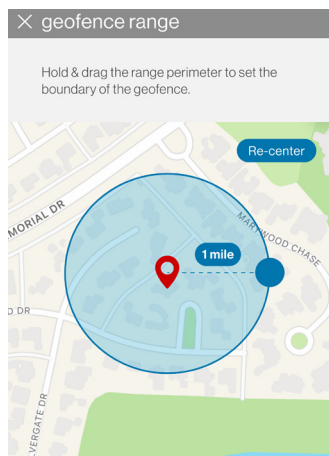 geofence range
Hold & drag the range perimeter to set the
boundary of the geofence.
Re-center
MORIAL DR
MARYWOOD CHASE
1 mile
D DR
LVERGATE DR